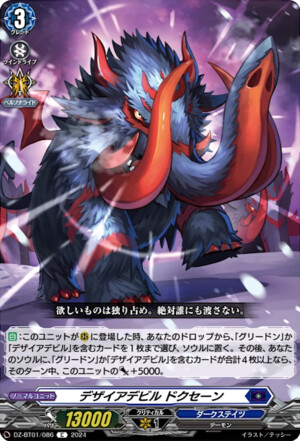 3
グレード
ツインドライブ
ペルソナライド
欲しいものは独り占め。絶対誰にも渡さない。
自:このユニットがRに登場した時、あなたのドロップから、「グリードン」か
「デザイアデビル」を含むカードを1枚まで選び、ソウルに置く。その後、あな
たのソウルに、「グリードン」か「デザイアデビル」を含むカードが合計4枚以上なら、
そのターン中、このユニットのパワー+5000。
ノーマルユニット
デザイアデビル ドクセーン
パワー 13000
クリティカル 1
ダークステイツ
デーモン
DZ-BT01/086 C 2024
イラスト/テッシー